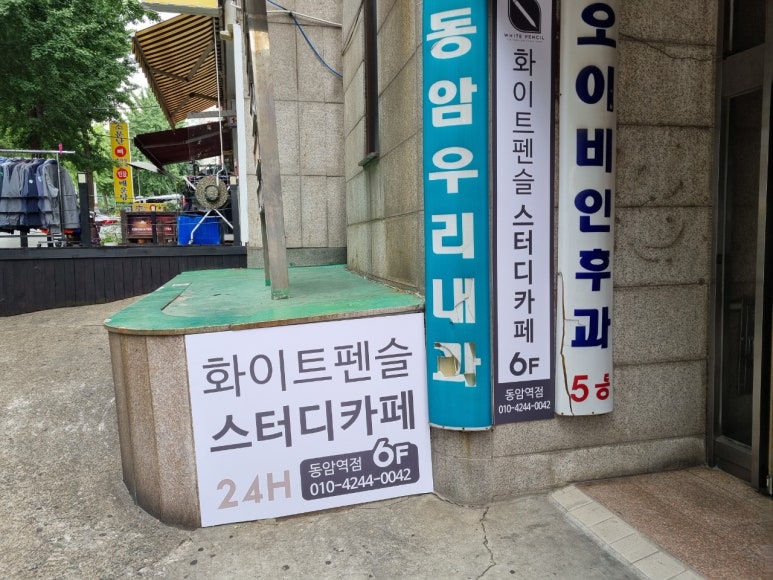 동암우리내과
WHITE PENCIL
화이트펜슬 스터디카페
6F
동암역점
010-4244-0042
오이비인후과
5층
화이트펜슬
스터디카페
24H
동암역점 6F
010-4244-0042